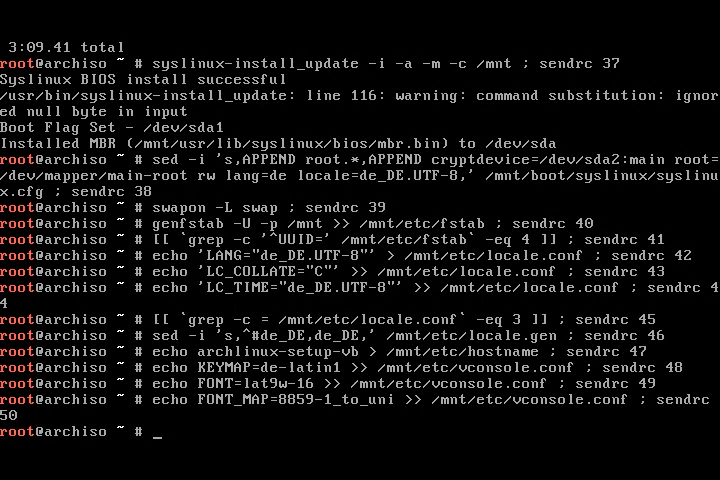 3:09.41 total
root@archiso ~ # syslinux-install_update -i -a -m -c /mnt ; sendrc 37
Syslinux BIOS install successful
/usr/bin/syslinux-install_update: line 116: warning: command substitution: ignor
ed null byte in input
Boot Flag Set - /dev/sda1
Installed MBR (/mnt/usr/lib/syslinux/bios/mbr.bin) to /dev/sda
root@archiso ~ # sed -i 's,APPEND root.*,APPEND cryptdevice=/dev/sda2:main root=
/dev/mapper/main-root rw lang=de locale=de_DE.UTF-8,' /mnt/boot/syslinux/syslinu
x.cfg ; sendrc 38
root@archiso ~ # swapon -L swap ; sendrc 39
root@archiso ~ # genfstab -U -p /mnt >> /mnt/etc/fstab ; sendrc 40
root@archiso ~ # [[ `grep -c '^UUID=' /mnt/etc/fstab` -eq 4 ]] ; sendrc 41
root@archiso ~ # echo 'LANG="de_DE.UTF-8"' > /mnt/etc/locale.conf ; sendrc 42
root@archiso ~ # echo 'LC_COLLATE="C"' >> /mnt/etc/locale.conf ; sendrc 43
root@archiso ~ # echo 'LC_TIME="de_DE.UTF-8"' >> /mnt/etc/locale.conf ; sendrc 4
4
root@archiso ~ # [[ `grep -c = /mnt/etc/locale.conf` -eq 3 ]] ; sendrc 45
root@archiso ~ # sed -i 's,^#de_DE,de_DE,' /mnt/etc/locale.gen ; sendrc 46
root@archiso ~ # echo archlinux-setup-vb > /mnt/etc/hostname ; sendrc 47
root@archiso ~ # echo KEYMAP=de-latin1 >> /mnt/etc/vconsole.conf ; sendrc 48
root@archiso ~ # echo FONT=lat9w-16 >> /mnt/etc/vconsole.conf ; sendrc 49
root@archiso ~ # echo FONT_MAP=8859-1_to_uni >> /mnt/etc/vconsole.conf ; sendrc 
50
root@archiso ~ # _